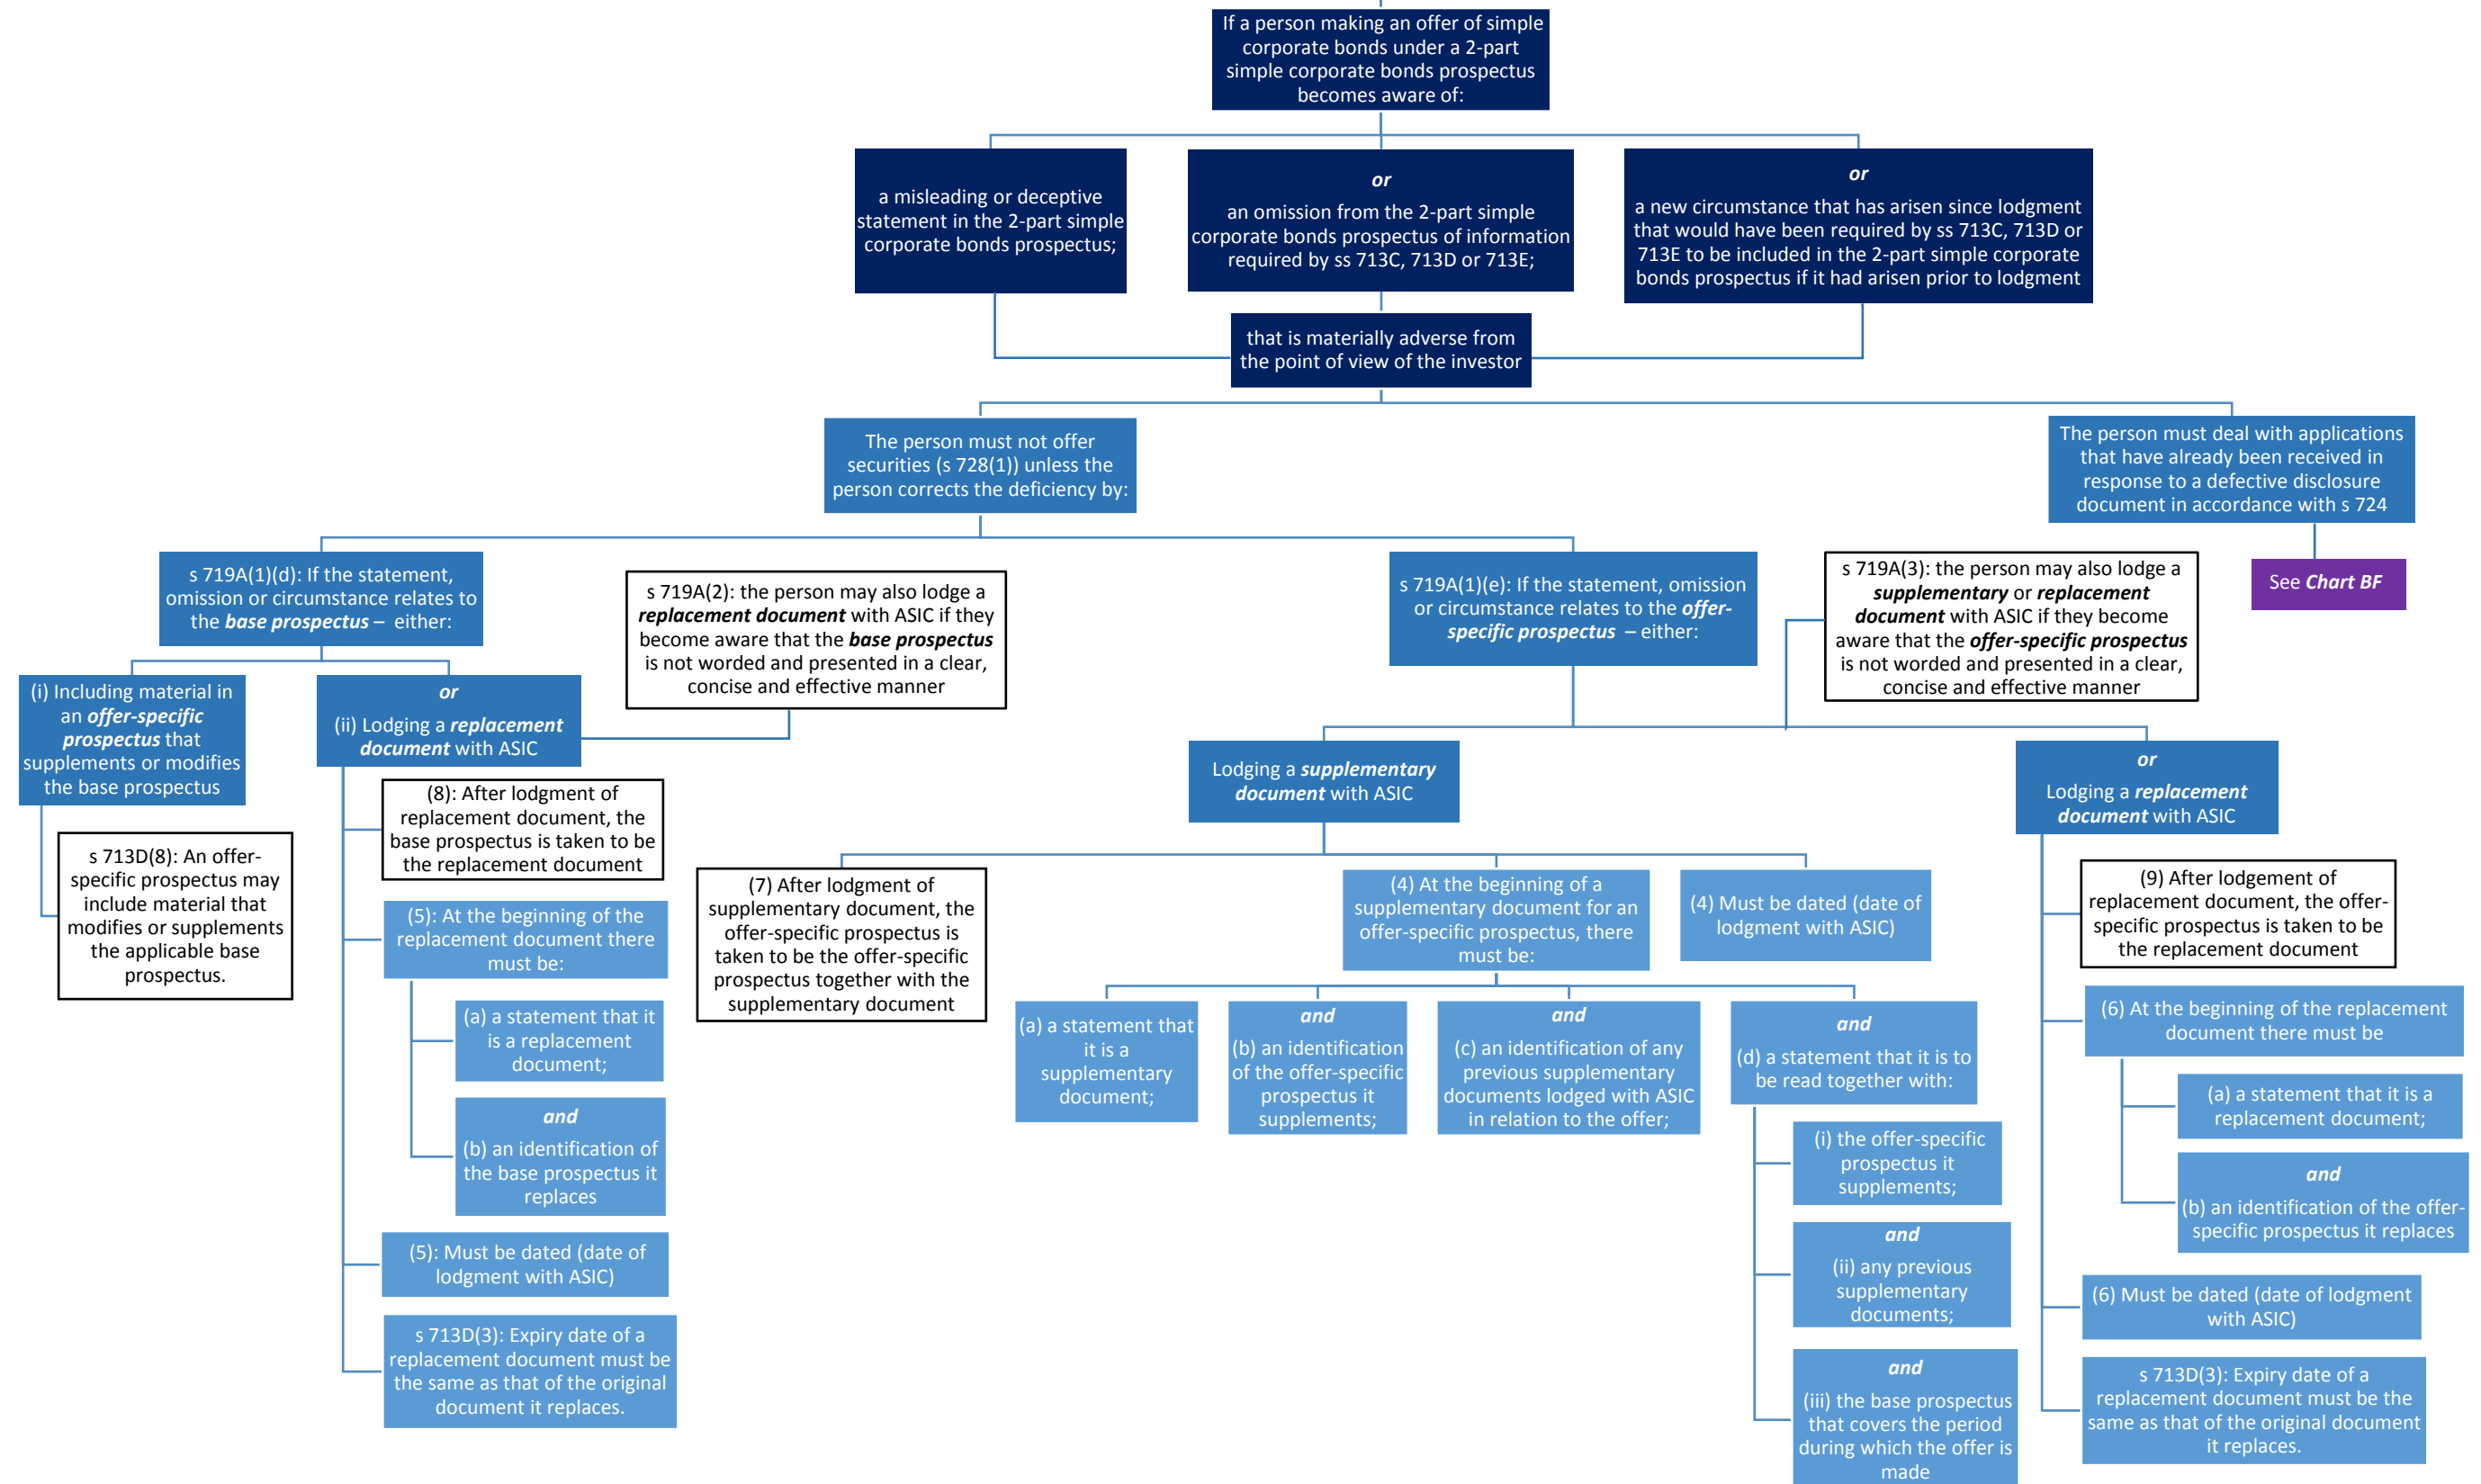 If a person making an offer of simple
corporate bonds under a 2-part
simple corporate bonds prospectus
becomes aware of:
a misleading or deceptive
statement in the 2-part simple
corporate bonds prospectus;
or
an omission from the 2-part simple
corporate bonds prospectus of information
required by ss 713C, 713D or 713E;
or
a new circumstance that has arisen since lodgment
that would have been required by ss 713C, 713D or
713E to be included in the 2-part simple corporate
bonds prospectus if it had arisen prior to lodgment
that is materially adverse from
the point of view of the investor
The person must not offer
securities (s 728(1)) unless the
person corrects the deficiency by:
The person must deal with applications
that have already been received in
response to a defective disclosure
document in accordance with s 724
See Chart BF
s 719A(1)(d): If the statement,
omission or circumstance relates to
the base prospectus – either:
s 719A(2): the person may also lodge a
replacement document with ASIC if they
become aware that the base prospectus
is not worded and presented in a clear,
concise and effective manner
s 719A(1)(e): If the statement, omission
or circumstance relates to the offer-
specific prospectus – either:
s 719A(3): the person may also lodge a
supplementary or replacement
document with ASIC if they become
aware that the offer-specific prospectus
is not worded and presented in a clear,
concise and effective manner
(i) Including material in
an offer-specific
prospectus that
supplements or modifies
the base prospectus
s 713D(8): An offer-
specific prospectus may
include material that
modifies or supplements
the applicable base
prospectus.
or
(ii) Lodging a replacement
document with ASIC
(8): After lodgment of
replacement document, the
base prospectus is taken to be
the replacement document
(5): At the beginning of the
replacement document there
must be:
(a) a statement that it
is a replacement
document;
and
(b) an identification of
the base prospectus it
replaces
(5): Must be dated (date of
lodgment with ASIC)
s 713D(3): Expiry date of a
replacement document must be
the same as that of the original
document it replaces.
Lodging a supplementary
document with ASIC
(7) After lodgment of
supplementary document, the
offer-specific prospectus is
taken to be the offer-specific
prospectus together with the
supplementary document
(4) At the beginning of a
supplementary document for an
offer-specific prospectus, there
must be:
(4) Must be dated (date of
lodgment with ASIC)
(a) a statement that
it is a
supplementary
document;
and
(b) an identification
of the offer-specific
prospectus it
supplements;
and
(c) an identification of any
previous supplementary
documents lodged with ASIC
in relation to the offer;
and
(d) a statement that it is to
be read together with:
(i) the offer-specific
prospectus it
supplements;
and
(ii) any previous
supplementary
documents;
and
(iii) the base prospectus
that covers the period
during which the offer is
made
or
Lodging a replacement
document with ASIC
(9) After lodgement of
replacement document, the offer-
specific prospectus is taken to be
the replacement document
(6) At the beginning of the replacement
document there must be
(a) a statement that it is a
replacement document;
and
(b) an identification of the offer-
specific prospectus it replaces
(6) Must be dated (date of lodgment
with ASIC)
s 713D(3): Expiry date of a
replacement document must be the
same as that of the original document
it replaces.